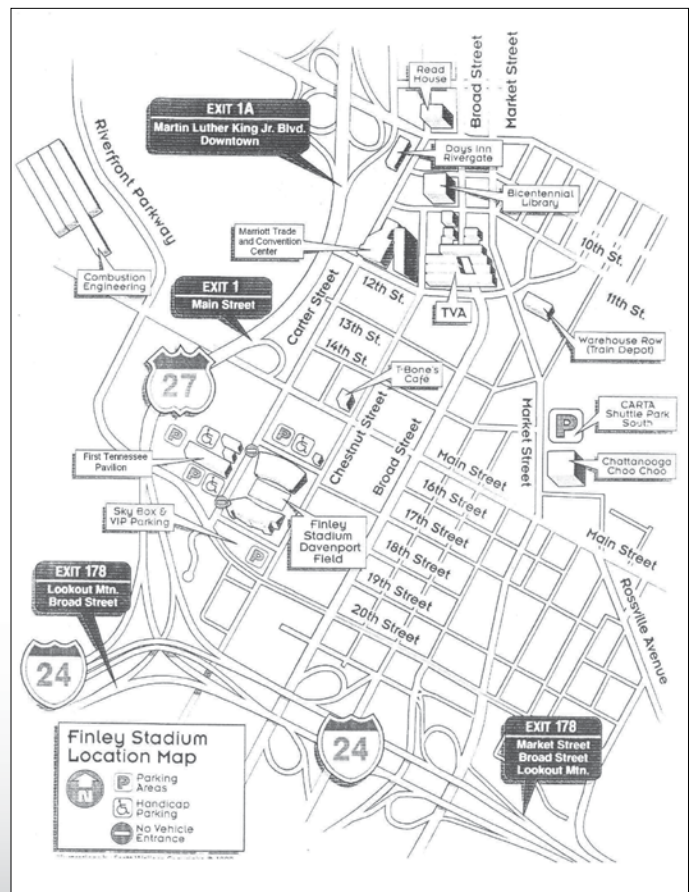 Read
House
Broad Street
Market Street
EXIT 1A
Martin Luther King Jr. Blvd.
Downtown
Days Inn
Rivergate
Riverfront Parkway
Bicentennial
Library
Marriott Trade
and Convention
Center
10th St.
Combustion
Engineering
EXIT 1
Main Street
Carter Street
12th St.
TVA
11th St.
13th St.
14th St.
Warehouse Row
(Train Depot)
27
T-Bone's
Cafe
Market Street
P
CARTA
Shuttle Park
South
Chestnut Street
Broad Street
Main Street
Chattanooga
Choo Choo
P
P
First Tennessee
Pavilion
P
16th Street
17th Street
Main Street
Sky Box &
VIP Parking
P
Finley
Stadium
Davenport
Field
18th Street
19th Street
20th Street
Rossville Avenue
EXIT 178
Lookout Mtn.
Broad Street
24
24
EXIT 178
Market Street
Broad Street
Lookout Mtn.
Finley Stadium
Location Map
N
P Parking
Areas
Handicap
Parking
No Vehicle
Entrance